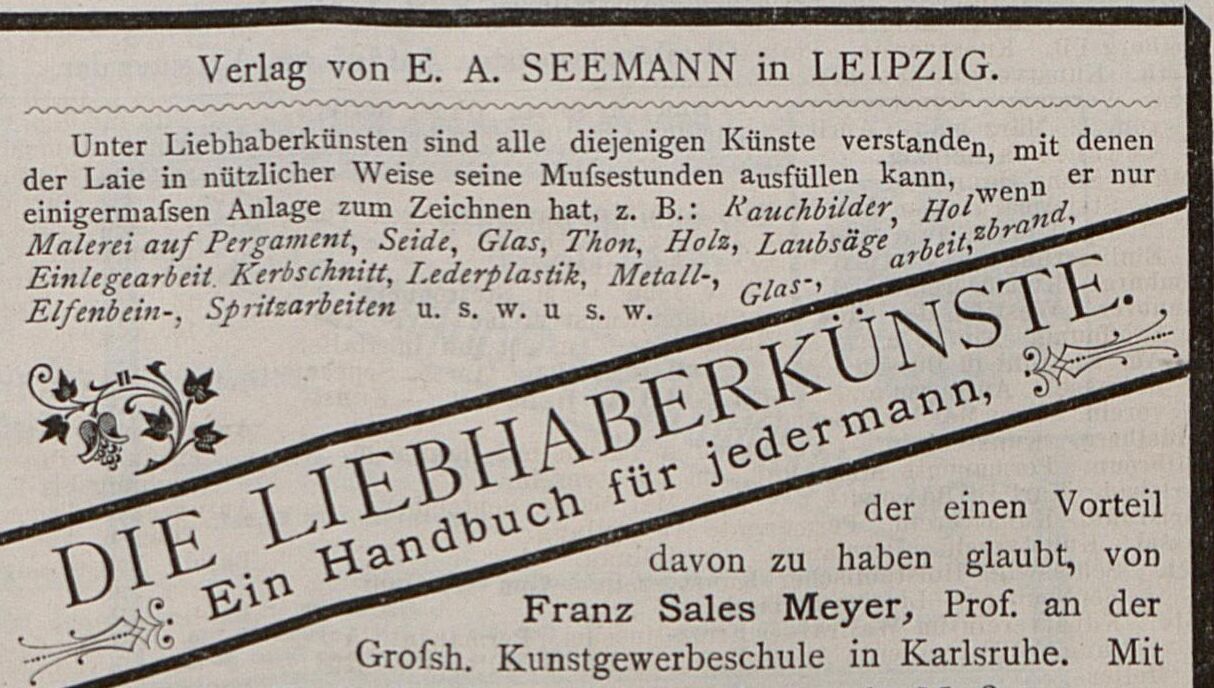 Verlag von E. A. SEEMANN in LEIPZIG.
Unter Liebhaberkünsten sind alle diejenigen Künste verstanden, mit denen
der Laie in nützlicher Weise seine Muſsestunden ausfüllen kann, wenn er nur
einigermaſsen Anlage zum Zeichnen hat, z. B.: Rauchbilder, Holzbrand,
Malerei auf Pergament, Seide, Glas, Thon, Holz, Laubsägearbeit,
Einlegearbeit. Kerbschnitt, Lederplastik, Metall-, Glas-,
Elfenbein-, Spritzarbeiten u. s. w. u s. w.
DIE LIEBHABERKÜNSTE.
Ein Handbuch für jedermann,
der einen Vorteil
davon zu haben glaubt, von
Franz Sales Meyer, Prof. an der
Groſsh. Kunstgewerbeschule in Karlsruhe. Mit